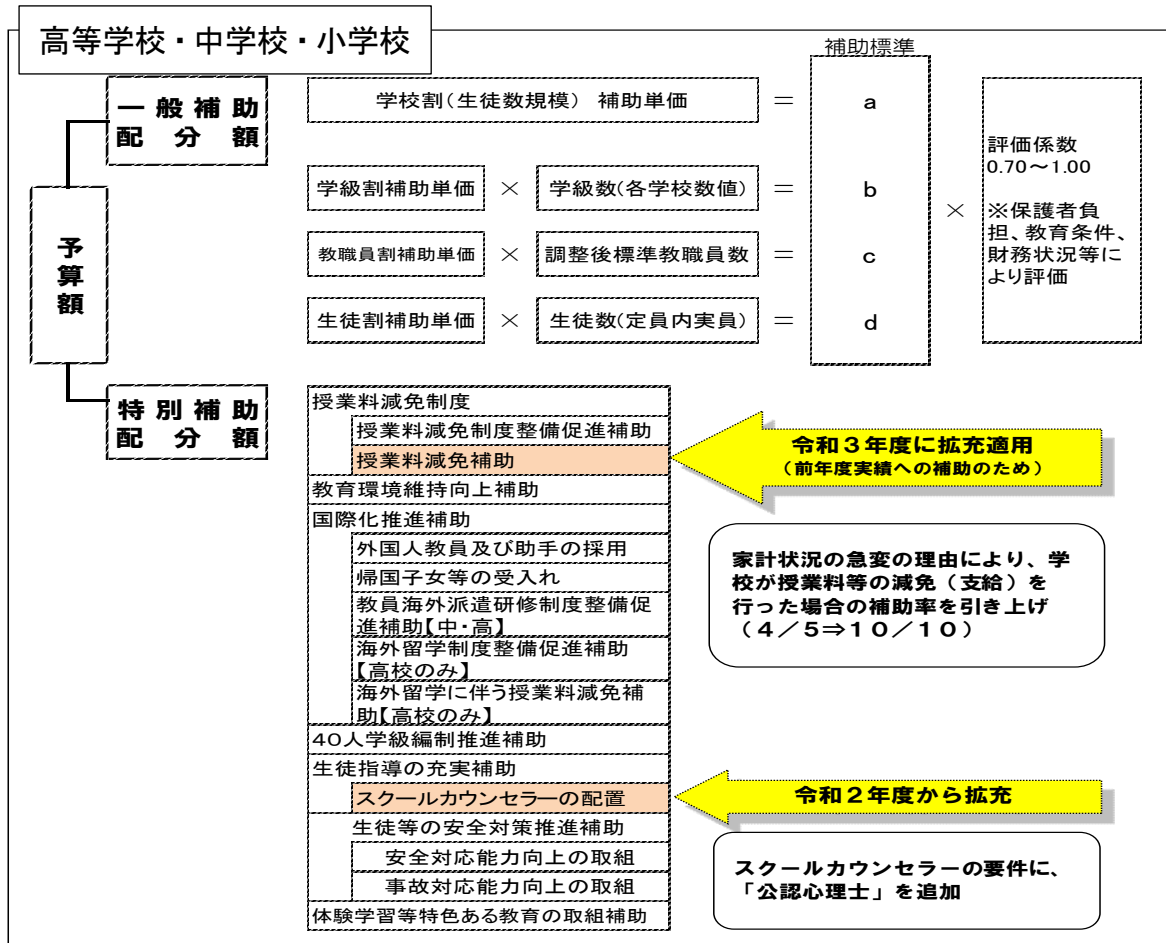 高等学校・中学校・小学校
補助標準
一般補助
配分額
学校割(生徒数規模) 補助単価 ＝ a
学級割補助単価 × 学級数(各学校数値) ＝ b
教職員割補助単価 × 調整後標準教職員数 ＝ c
生徒割補助単価 × 生徒数(定員内実員) ＝ d
×
評価係数
0.70～1.00
※保護者負
担、教育条件、
財務状況等に
より評価
予
算
額
特別補助
配分額
授業料減免制度
授業料減免制度整備促進補助
授業料減免補助
教育環境維持向上補助
国際化推進補助
外国人教員及び助手の採用
帰国子女等の受入れ
教員海外派遣研修制度整備促
進補助【中・高】
海外留学制度整備促進補助
【高校のみ】
海外留学に伴う授業料減免補
助【高校のみ】
40人学級編制推進補助
生徒指導の充実補助
スクールカウンセラーの配置
生徒等の安全対策推進補助
安全対応能力向上の取組
事故対応能力向上の取組
体験学習等特色ある教育の取組補助
令和３年度に拡充適用
（前年度実績への補助のため）
家計状況の急変の理由により、学
校が授業料等の減免（支給）を
行った場合の補助率を引き上げ
（４／５⇒１０／１０）
令和２年度から拡充
スクールカウンセラーの要件に、
「公認心理士」を追加